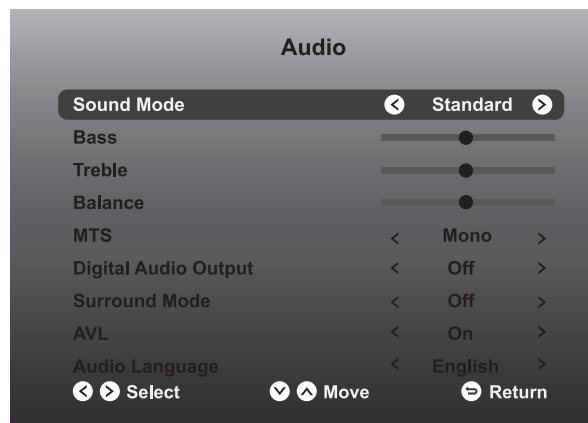 Audio
Sound Mode Standard
Bass
Treble
Balance
MTS Mono
Digital Audio Output Off
Surround Mode Off
AVL On
Audio Language English
Select Move Return